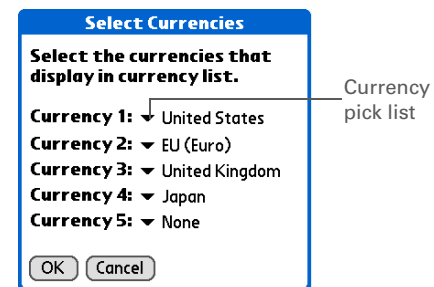 Select Currencies
Select the currencies that
display in currency list.
Currency 1: United States
Currency 2: EU (Euro)
Currency 3: United Kingdom
Currency 4: Japan
Currency 5: None
OK Cancel
Currency
pick list